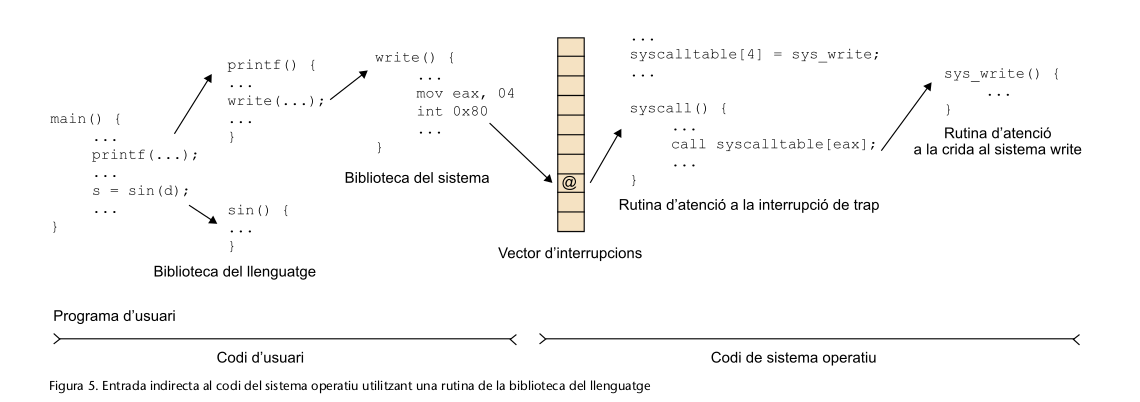 main() {
...
printf(...);
...
s = sin(d);
...
}
printf() {
...
write(...);
...
}
sin() {
...
}
Biblioteca del llenguatge
write() {
...
mov eax, 04
int 0x80
...
}
Biblioteca del sistema
@
Vector d’interrupcions
...
syscalltable[4] = sys_write;
...
syscall() {
...
call syscalltable[eax];
...
}
Rutina d’atenció a la interrupció de trap
sys_write() {
...
}
Rutina d’atenció
a la crida al sistema write
Programa d’usuari
Codi d’usuari
Codi de sistema operatiu
Figura 5. Entrada indirecta al codi del sistema operatiu utilitzant una rutina de la biblioteca del llenguatge